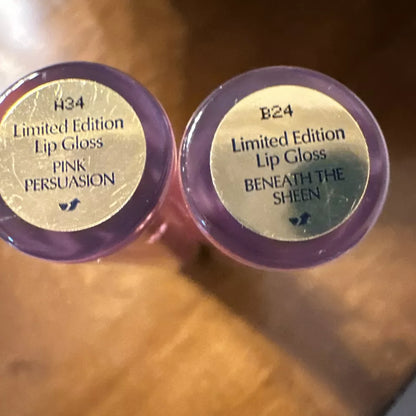 H34
Limited Edition
Lip Gloss
PINK
PERSUASION
B24
Limited Edition
Lip Gloss
BENEATH THE
SHEEN